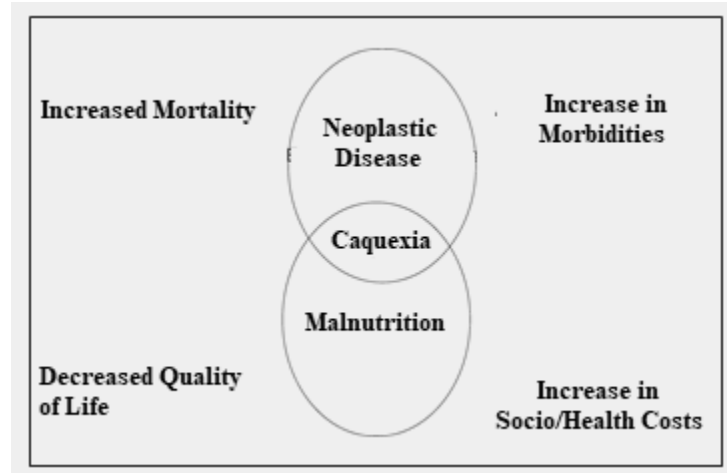 Increased Mortality
Neoplastic
Disease
Increase in
Morbidities
Caquexia
Malnutrition
Decreased Quality
of Life
Increase in
Socio/Health Costs